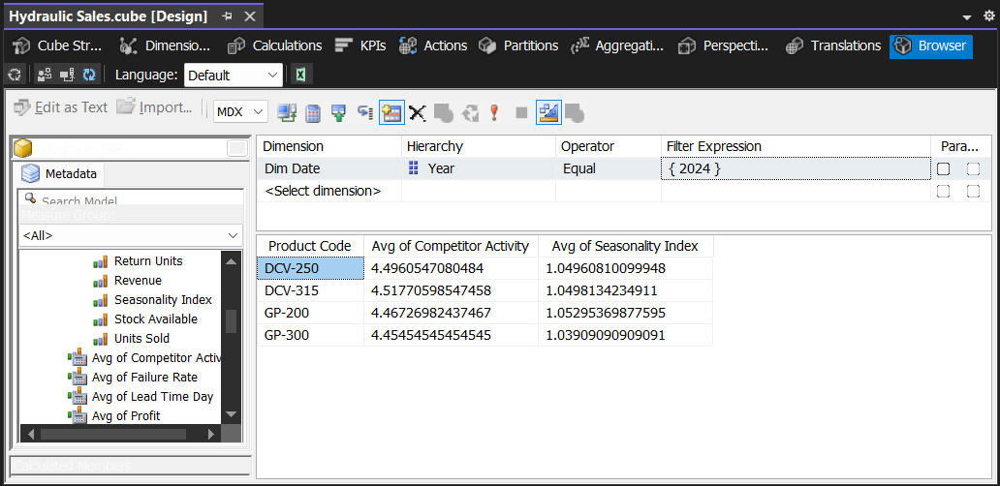 Hydraulic Sales.cube [Design]
Cube Str... Dimensio... Calculations KPIs Actions Partitions Aggregati... Perspecti... Translations Browser
Language: Default
Edit as Text Import... MDX
Metadata
Search Model
Measure Group:
<All>
Return Units
Revenue
Seasonality Index
Stock Available
Units Sold
Avg of Competitor Activ
Avg of Failure Rate
Avg of Lead Time Day
Avg of Profit
Calculated Members
Dimension Hierarchy Operator Filter Expression Para...
Dim Date Year Equal { 2024 }
<Select dimension>
Product Code Avg of Competitor Activity Avg of Seasonality Index
DCV-250 4.4960547080484 1.04960810099948
DCV-315 4.51770598547458 1.0498134234911
GP-200 4.46726982437467 1.05295369877595
GP-300 4.45454545454545 1.03909090909091